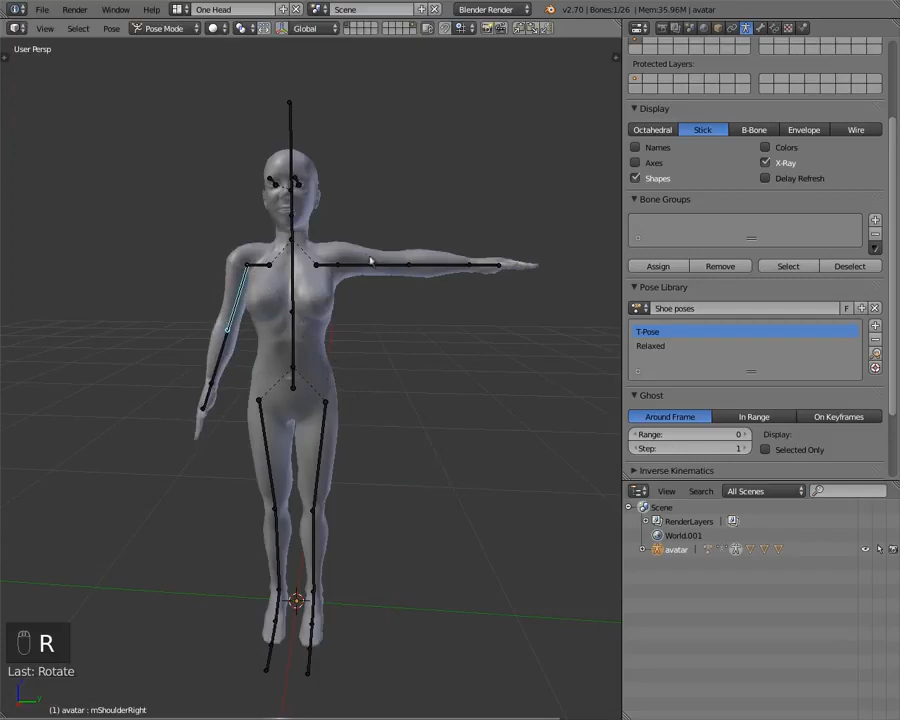 File Render Window Help One Head Scene Blender Render v2.70 | Bones:1/26 | Mem:35.96M | avatar
View Select Pose Pose Mode Global
User Persp
Protected Layers:
Display
Octahedral Stick B-Bone Envelope Wire
Names Colors
Axes X-Ray
Shapes Delay Refresh
Bone Groups
Assign Remove Select Deselect
Pose Library
Shoe poses F
T-Pose
Relaxed
Ghost
Around Frame In Range On Keyframes
Range: 0 Display:
Step: 1 Selected Only
Inverse Kinematics
View Search All Scenes
Scene
RenderLayers
World.001
avatar
R
Last: Rotate
(1) avatar : mShoulderRight